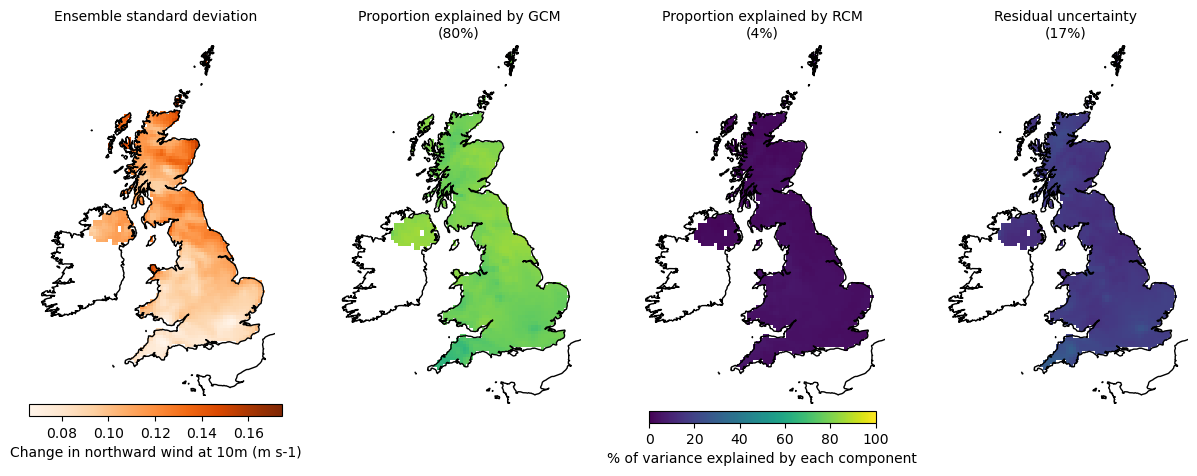 Ensemble standard deviation
Proportion explained by GCM
(80%)
Proportion explained by RCM
(4%)
Residual uncertainty
(17%)
0.08 0.10 0.12 0.14 0.16
Change in northward wind at 10m (m s-1)
0 20 40 60 80 100
% of variance explained by each component